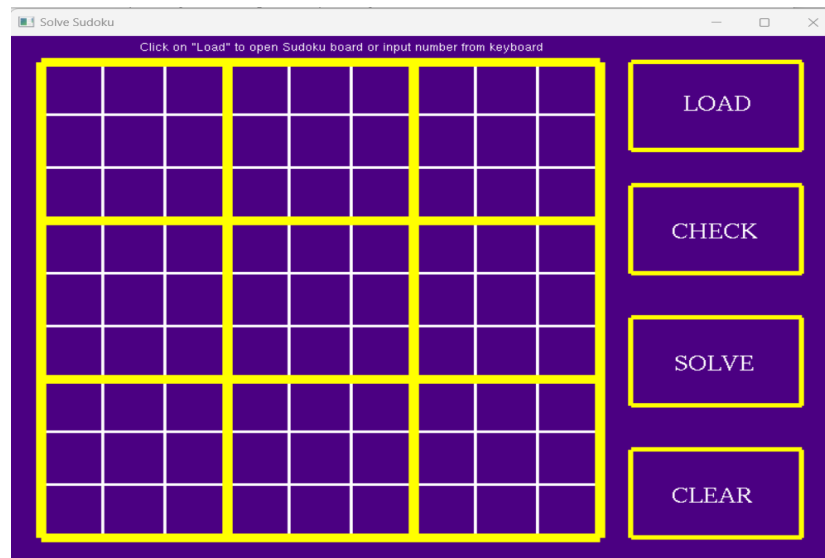 Solve Sudoku
Click on "Load" to open Sudoku board or input number from keyboard
LOAD
CHECK
SOLVE
CLEAR